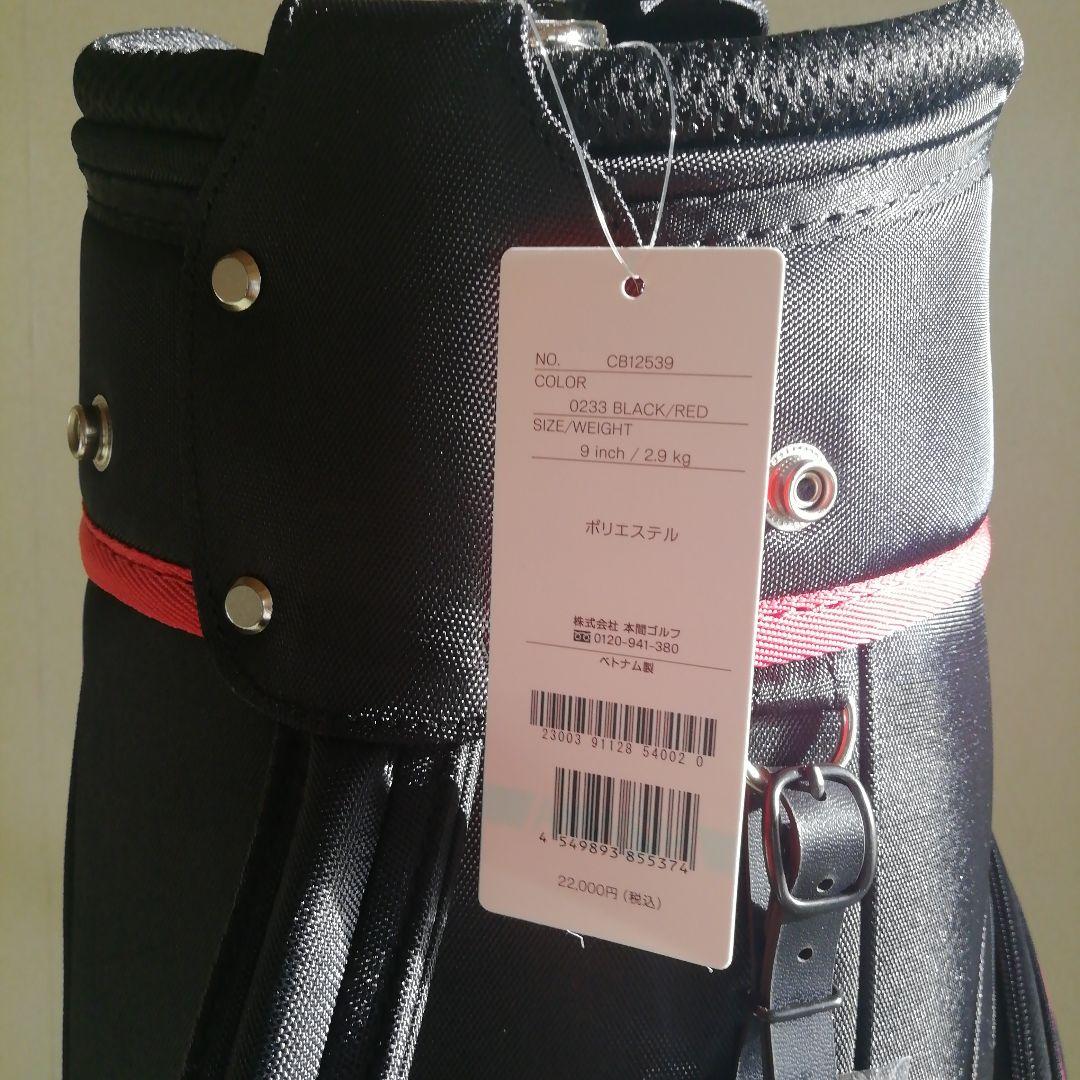 NO. CB12539
COLOR
0233 BLACK/RED
SIZE/WEIGHT
9 inch / 2.9 kg
ポリエステル
株式会社 本間ゴルフ
0120-941-380
ベトナム製
23003 91128 54002 0
4 549893 855374
22,000円(税込)